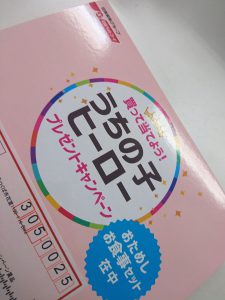 買って当てよう!
うちの子
ヒーロー
プレゼントキャンペーン
おためし
お食事セット
在中
3050025